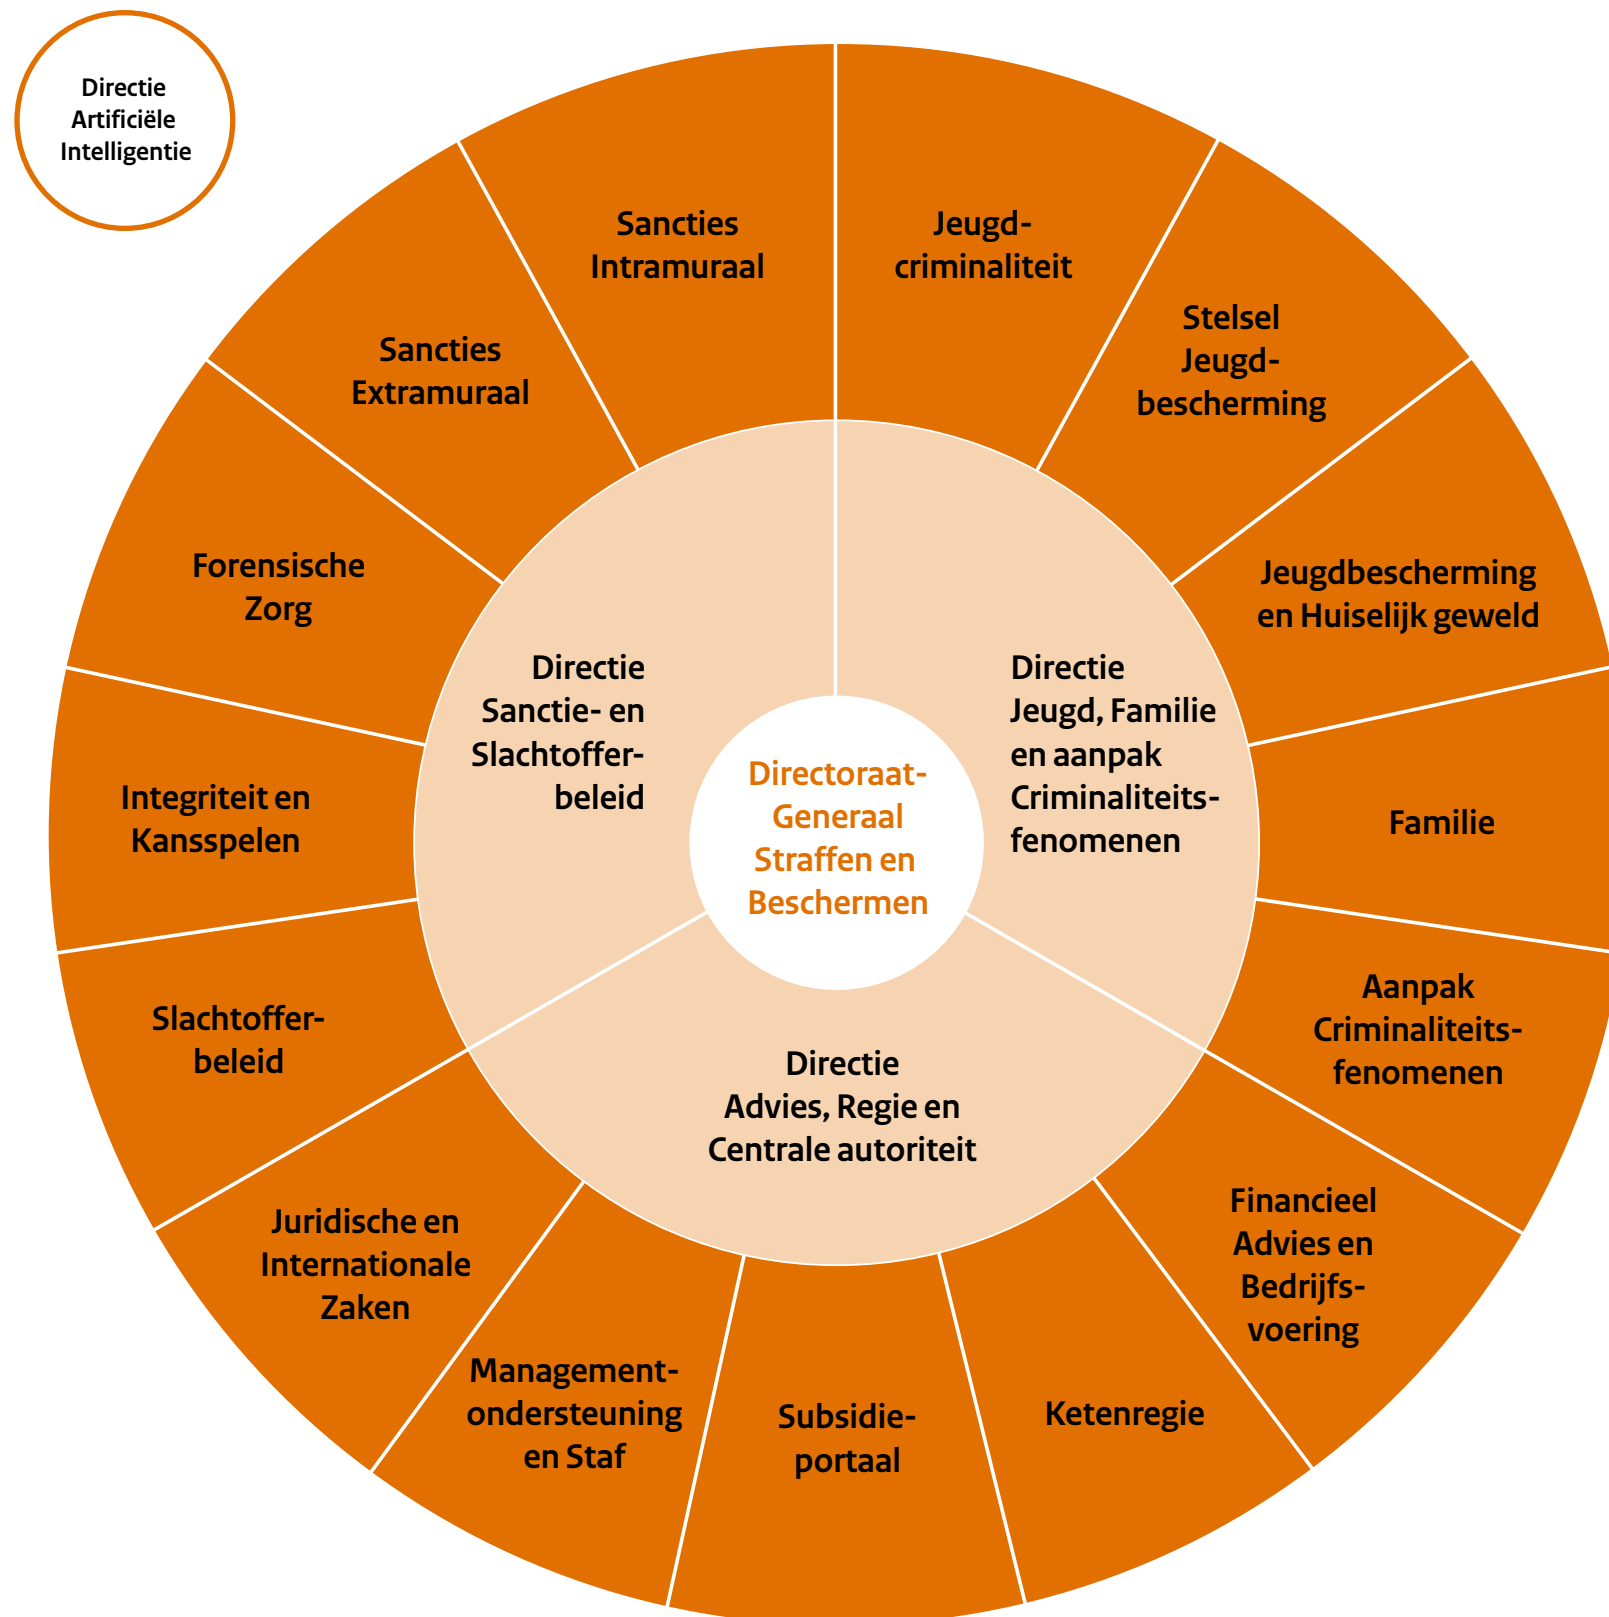 Directie
Artificiële
Intelligentie
Sancties
Intramuraal
Jeugd-
criminaliteit
Stelsel
Jeugd-
bescherming
Jeugdbescherming
en Huiselijk geweld
Familie
Aanpak
Criminaliteits-
fenomenen
Financieel
Advies en
Bedrijfs-
voering
Ketenregie
Subsidie-
portaal
Management-
ondersteuning
en Staf
Juridische en
Internationale
Zaken
Slachtoffer-
beleid
Integriteit en
Kansspelen
Forensische
Zorg
Sancties
Extramuraal
Directie
Sanctie- en
Slachtoffer-
beleid
Directie
Jeugd, Familie
en aanpak
Criminaliteits-
fenomenen
Directie
Advies, Regie en
Centrale autoriteit
Directoraat-
Generaal
Straffen en
Beschermen